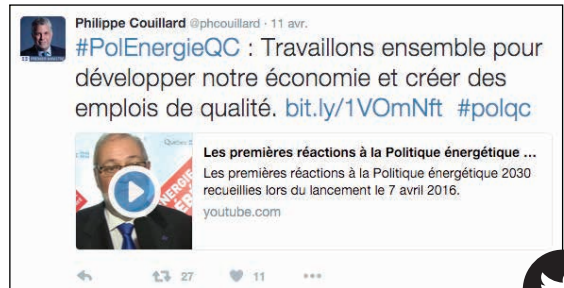 Philippe Couillard @phcouillard · 11 avr.
#PolEnergieQC : Travaillons ensemble pour
développer notre économie et créer des
emplois de qualité. bit.ly/1VOmNft #polqc
Les premières réactions à la Politique énergétique ...
Les premières réactions à la Politique énergétique 2030
recueillies lors du lancement le 7 avril 2016.
youtube.com
27 11